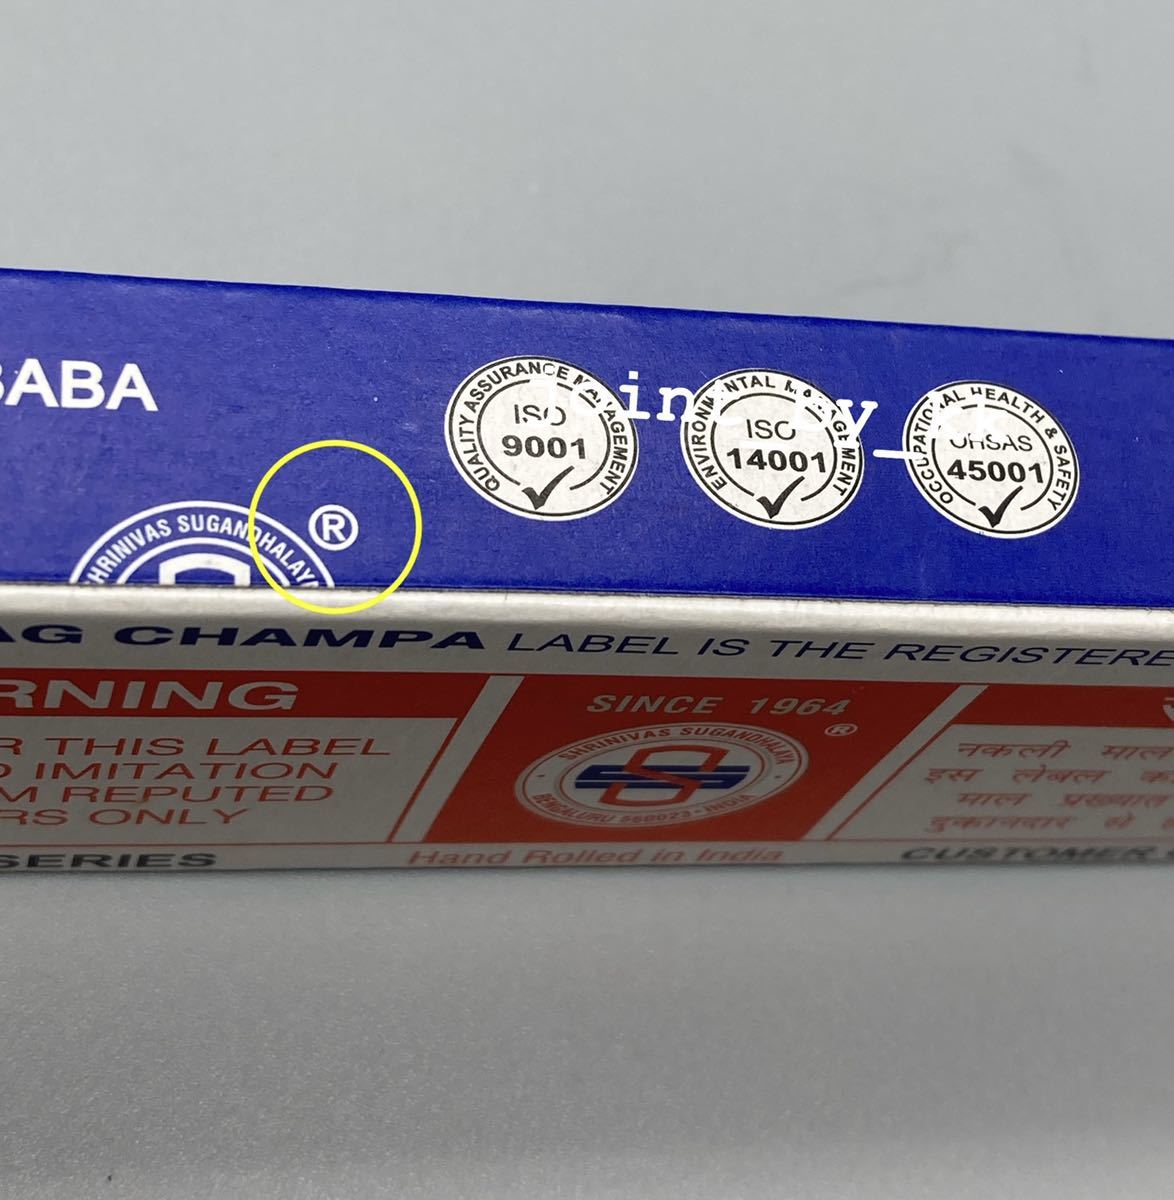 BABA
SHRINIVAS SUGANDHALAYA
®
QUALITY ASSURANCE MANAGEMENT
ISO
9001
ENVIRONMENTAL MANAGEMENT
ISO
14001
OCCUPATIONAL HEALTH & SAFETY
OHSAS
45001
AG CHAMPA LABEL IS THE REGISTERE
RNING
R THIS LABEL
D IMITATION
M REPUTED
RS ONLY
SINCE 1964
®
SHRINIVAS SUGANDHALAYA
BENGALURU 560023 • INDIA
नकली माल
इस लेबल क
माल प्रख्यात
दुकानदार से
SERIES
Hand Rolled in India
CUSTOMER